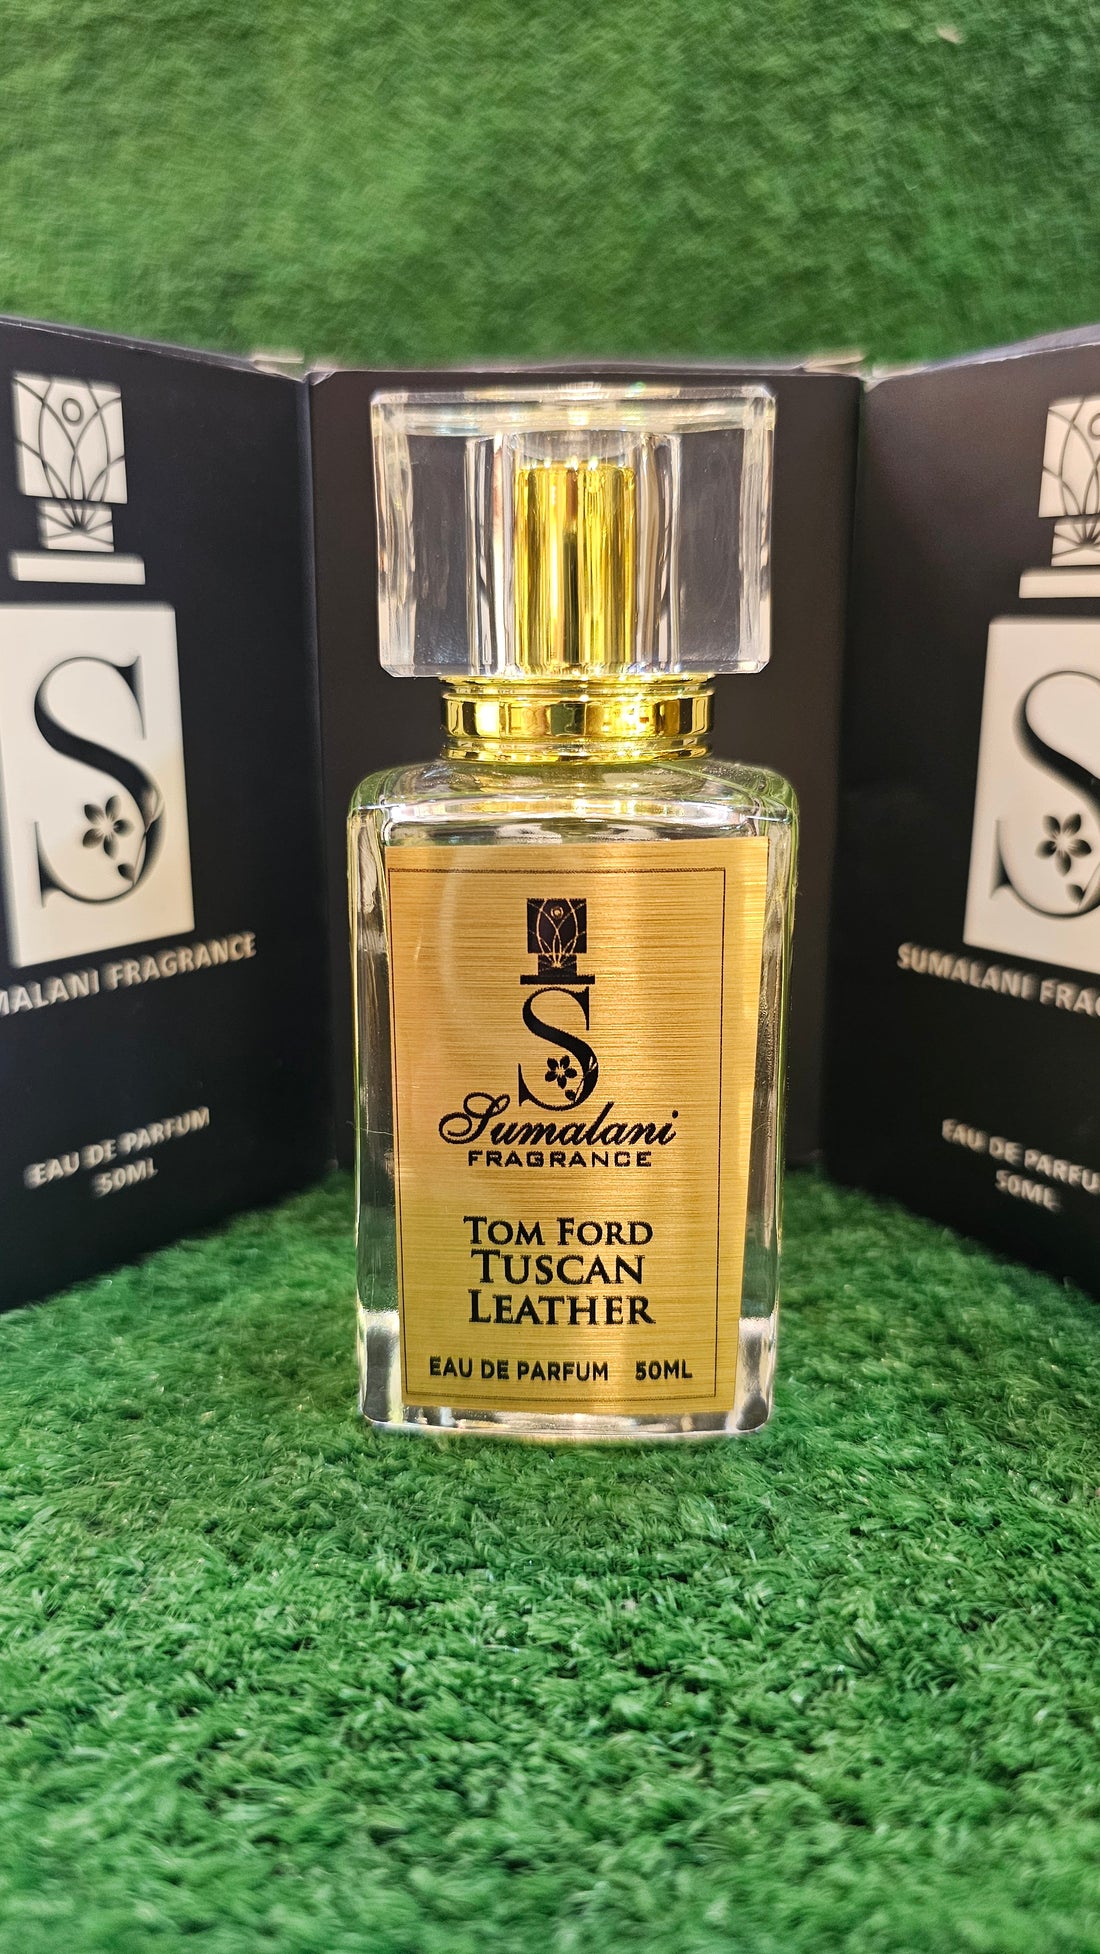 S
MALANI FRAGRANCE
EAU DE PARFUM
50ML
S
Sumalani
FRAGRANCE
TOM FORD
TUSCAN
LEATHER
EAU DE PARFUM 50ML
S
SUMALANI FRAG
EAU DE PARFU
50ML